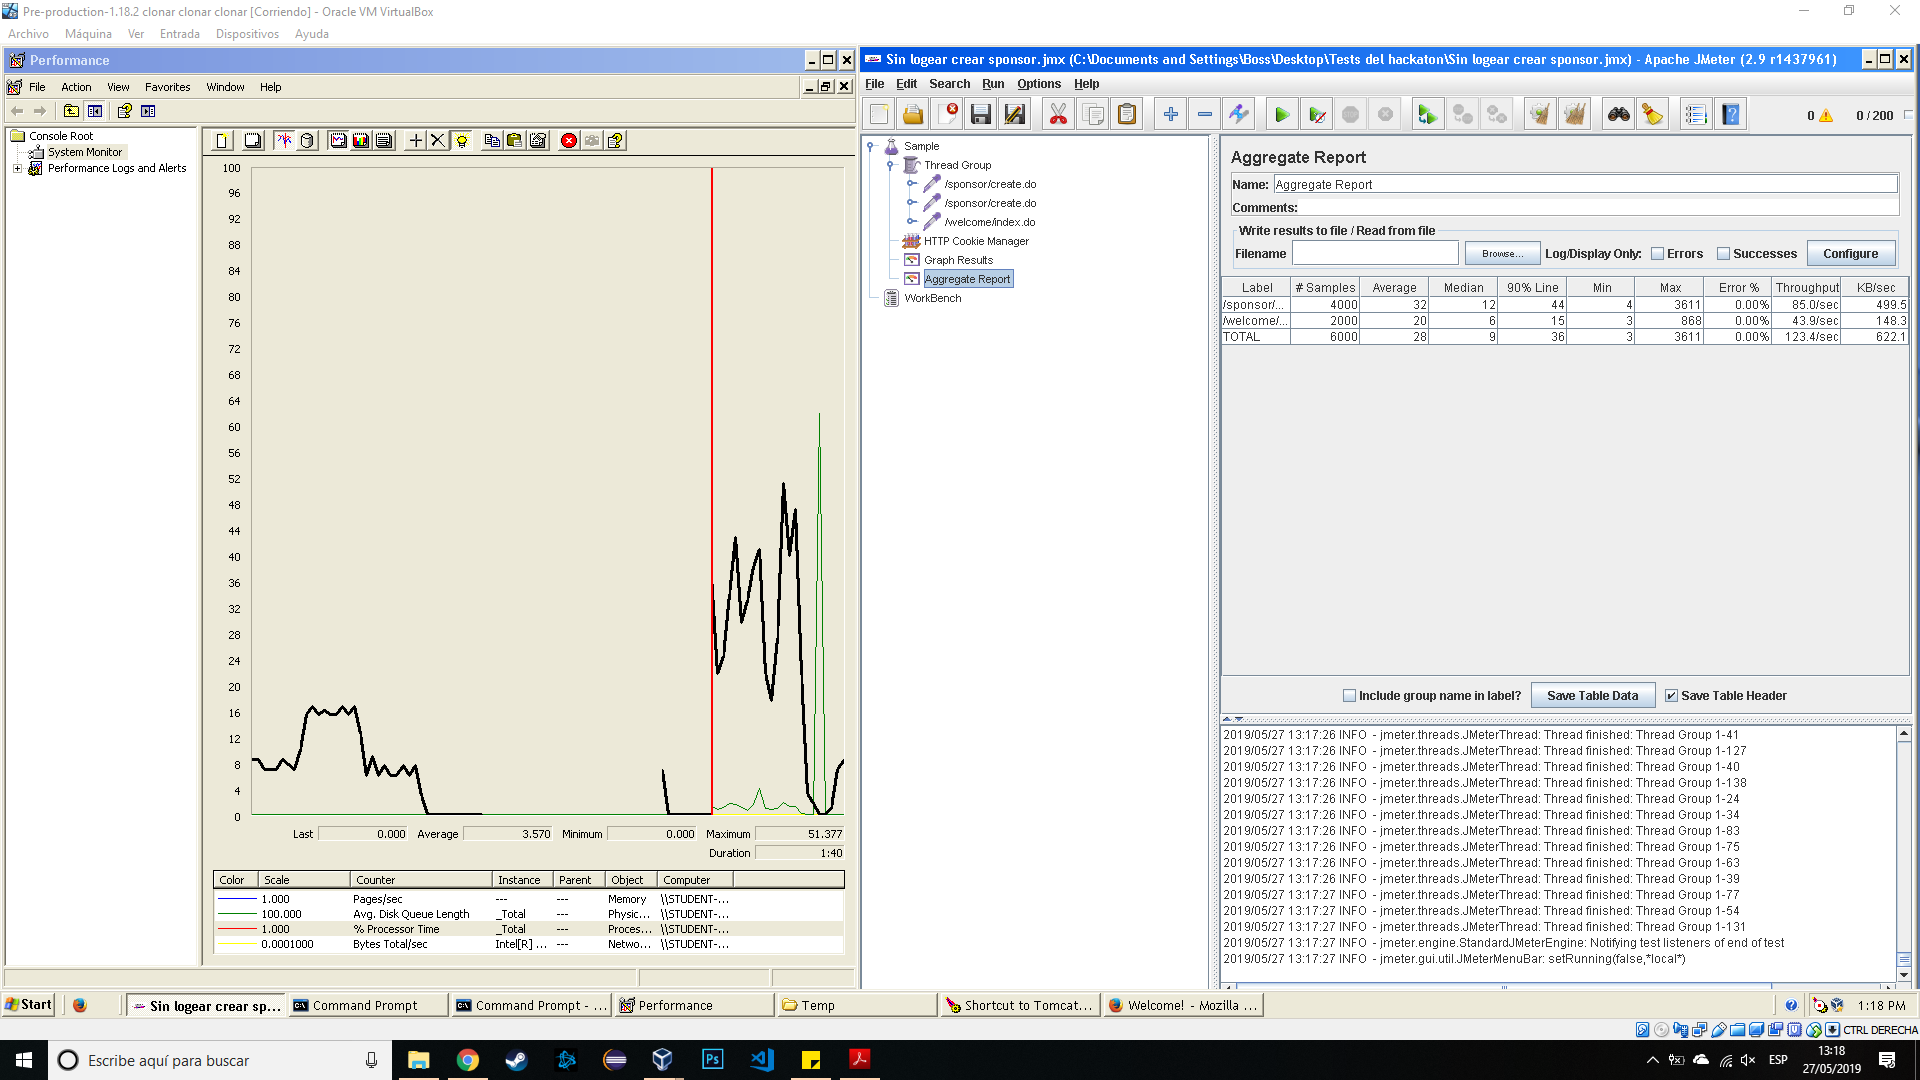 Pre-production-1.18.2 clonar clonar clonar [Corriendo] - Oracle VM VirtualBox
Archivo Máquina Ver Entrada Dispositivos Ayuda
Performance
File Action View Favorites Window Help
Console Root
System Monitor
Performance Logs and Alerts
100
96
92
88
84
80
76
72
68
64
60
56
52
48
44
40
36
32
28
24
20
16
12
8
4
0
Last 0.000 Average 3.570 Minimum 0.000 Maximum 51.377
Duration 1:40
Color Scale Counter Instance Parent Object Computer
1.000 Pages/sec --- --- Memory \\STUDENT-...
100.000 Avg. Disk Queue Length _Total --- Physic... \\STUDENT-...
1.000 % Processor Time _Total --- Proces... \\STUDENT-...
0.0001000 Bytes Total/sec Intel[R] ... --- Netwo... \\STUDENT-...
Sin logear crear sponsor.jmx (C:\Documents and Settings\Boss\Desktop\Tests del hackaton\Sin logear crear sponsor.jmx) - Apache JMeter (2.9 r1437961)
File Edit Search Run Options Help
0 0 / 200
Sample
Thread Group
/sponsor/create.do
/sponsor/create.do
/welcome/index.do
HTTP Cookie Manager
Graph Results
Aggregate Report
WorkBench
Aggregate Report
Name: Aggregate Report
Comments:
Write results to file / Read from file
Filename Browse... Log/Display Only: Errors Successes Configure
Label # Samples Average Median 90% Line Min Max Error % Throughput KB/sec
/sponsor/... 4000 32 12 44 4 3611 0.00% 85.0/sec 499.5
/welcome/... 2000 20 6 15 3 868 0.00% 43.9/sec 148.3
TOTAL 6000 28 9 36 3 3611 0.00% 123.4/sec 622.1
Include group name in label? Save Table Data Save Table Header
2019/05/27 13:17:26 INFO - jmeter.threads.JMeterThread: Thread finished: Thread Group 1-41
2019/05/27 13:17:26 INFO - jmeter.threads.JMeterThread: Thread finished: Thread Group 1-127
2019/05/27 13:17:26 INFO - jmeter.threads.JMeterThread: Thread finished: Thread Group 1-40
2019/05/27 13:17:26 INFO - jmeter.threads.JMeterThread: Thread finished: Thread Group 1-138
2019/05/27 13:17:26 INFO - jmeter.threads.JMeterThread: Thread finished: Thread Group 1-24
2019/05/27 13:17:26 INFO - jmeter.threads.JMeterThread: Thread finished: Thread Group 1-34
2019/05/27 13:17:26 INFO - jmeter.threads.JMeterThread: Thread finished: Thread Group 1-83
2019/05/27 13:17:26 INFO - jmeter.threads.JMeterThread: Thread finished: Thread Group 1-75
2019/05/27 13:17:26 INFO - jmeter.threads.JMeterThread: Thread finished: Thread Group 1-63
2019/05/27 13:17:26 INFO - jmeter.threads.JMeterThread: Thread finished: Thread Group 1-39
2019/05/27 13:17:27 INFO - jmeter.threads.JMeterThread: Thread finished: Thread Group 1-77
2019/05/27 13:17:27 INFO - jmeter.threads.JMeterThread: Thread finished: Thread Group 1-54
2019/05/27 13:17:27 INFO - jmeter.threads.JMeterThread: Thread finished: Thread Group 1-131
2019/05/27 13:17:27 INFO - jmeter.engine.StandardJMeterEngine: Notifying test listeners of end of test
2019/05/27 13:17:27 INFO - jmeter.gui.util.JMeterMenuBar: setRunning(false,*local*)
Start Sin logear crear sp... Command Prompt Command Prompt - ... Performance Temp Shortcut to Tomcat... Welcome! - Mozilla ... 1:18 PM
CTRL DERECHA
Escribe aquí para buscar
Ps
ESP
13:18
27/05/2019